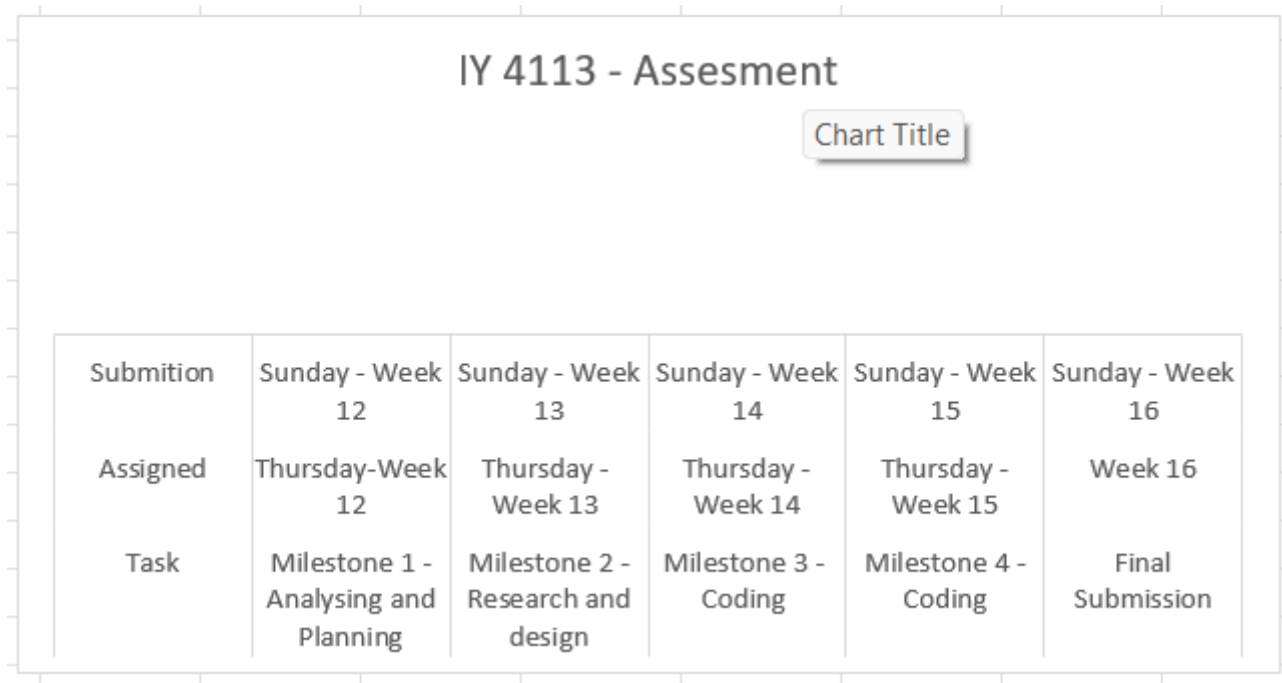 IY 4113 - Assesment
Chart Title
Submition Sunday - Week Sunday - Week Sunday - Week Sunday - Week Sunday - Week
12 13 14 15 16
Assigned Thursday-Week Thursday - Thursday - Thursday - Week 16
12 Week 13 Week 14 Week 15
Task Milestone 1 - Milestone 2 - Milestone 3 - Milestone 4 - Final
Analysing and Research and Coding Coding Submission
Planning design